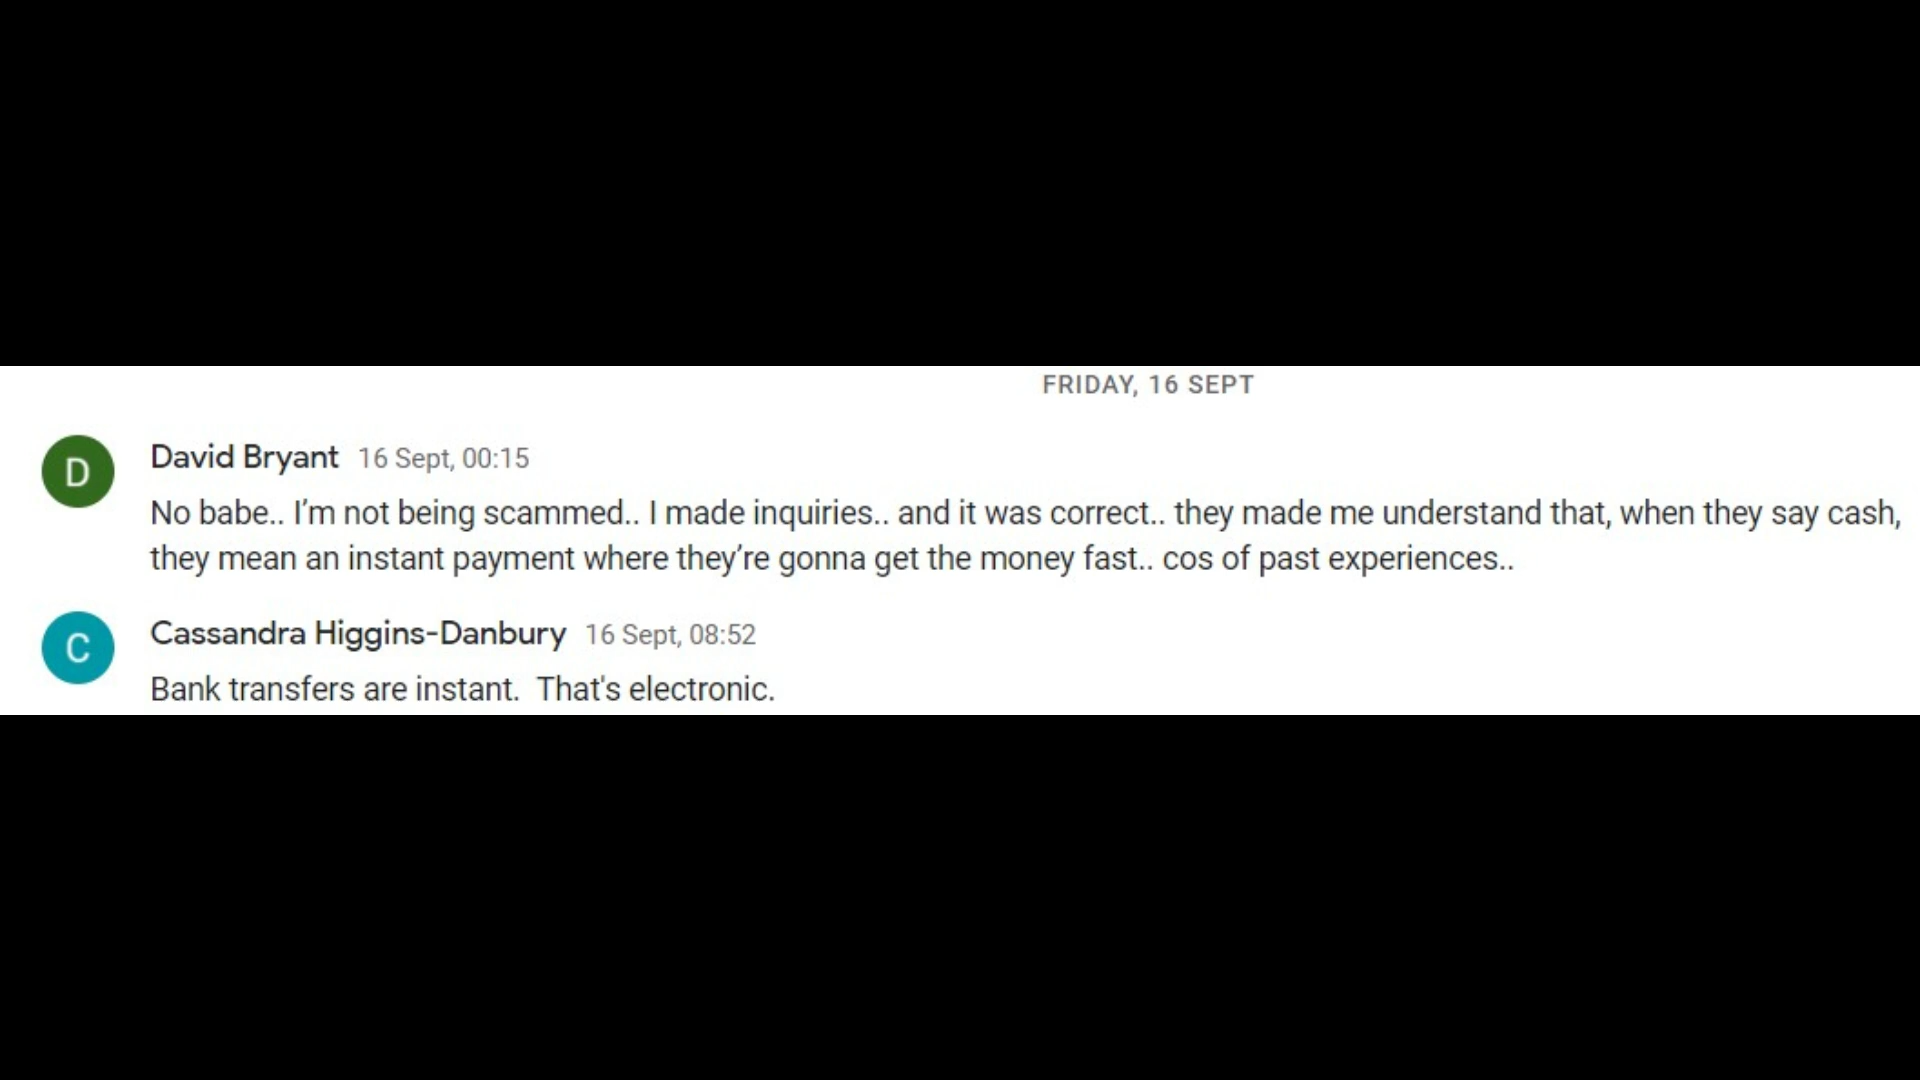 FRIDAY, 16 SEPT
D
David Bryant 16 Sept, 00:15
No babe.. I’m not being scammed.. I made inquiries.. and it was correct.. they made me understand that, when they say cash,
they mean an instant payment where they’re gonna get the money fast.. cos of past experiences..
C
Cassandra Higgins-Danbury 16 Sept, 08:52
Bank transfers are instant.  That's electronic.